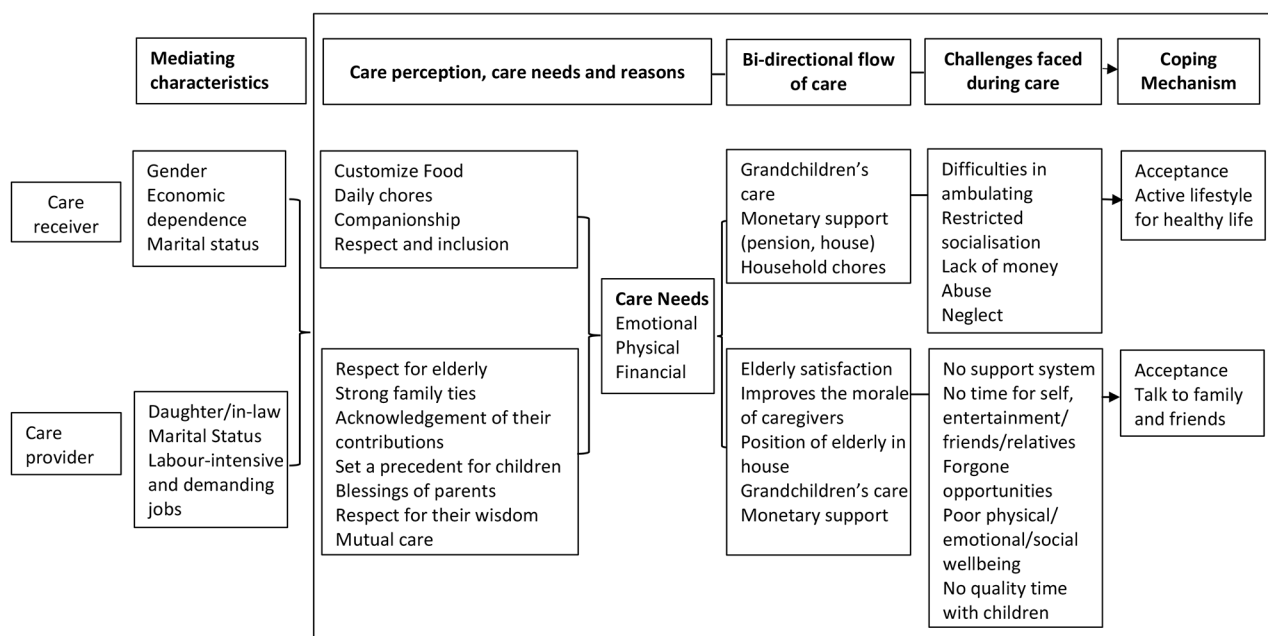 Mediating
characteristics
Care perception, care needs and reasons
Bi-directional flow
of care
Challenges faced
during care
Coping
Mechanism
Care
receiver
Gender
Economic
dependence
Marital status
Customize Food
Daily chores
Companionship
Respect and inclusion
Grandchildren's
care
Monetary support
(pension, house)
Household chores
Difficulties in
ambulating
Restricted
socialisation
Lack of money
Abuse
Neglect
Acceptance
Active lifestyle
for healthy life
Care Needs
Emotional
Physical
Financial
Care
provider
Daughter/in-law
Marital Status
Labour-intensive
and demanding
jobs
Respect for elderly
Strong family ties
Acknowledgement of their
contributions
Set a precedent for children
Blessings of parents
Respect for their wisdom
Mutual care
Elderly satisfaction
Improves the morale
of caregivers
Position of elderly in
house
Grandchildren's care
Monetary support
No support system
No time for self,
entertainment/
friends/relatives
Forgone
opportunities
Poor physical/
emotional/social
wellbeing
No quality time
with children
Acceptance
Talk to family
and friends